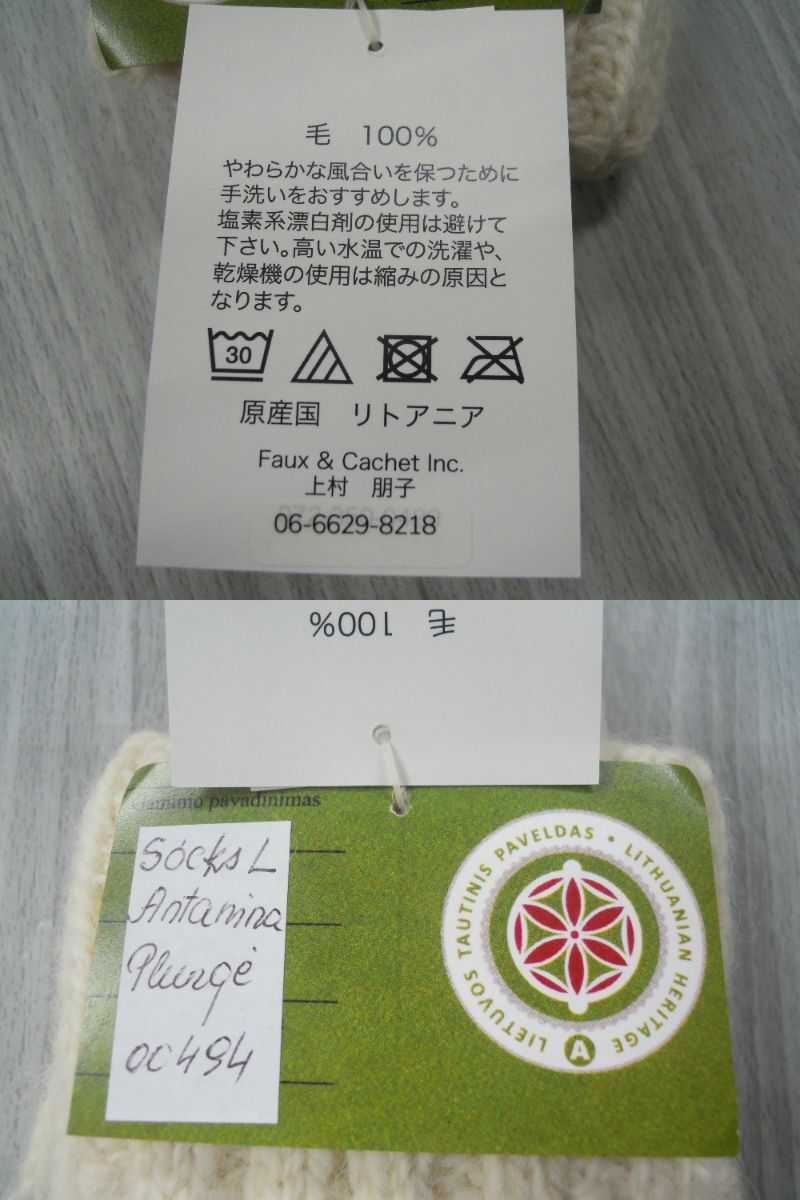 毛 100%
やわらかな風合いを保つために
手洗いをおすすめします。
塩素系漂白剤の使用は避けて
下さい。高い水温での洗濯や、
乾燥機の使用は縮みの原因と
なります。
30
原産国 リトアニア
Faux & Cachet Inc.
上村 朋子
06-6629-8218
毛 100%
pavadinimas
Socks L
Antanina
Plungė
00494
LIETUVOS TAUTINIS PAVELDAS • LITHUANIAN HERITAGE
A